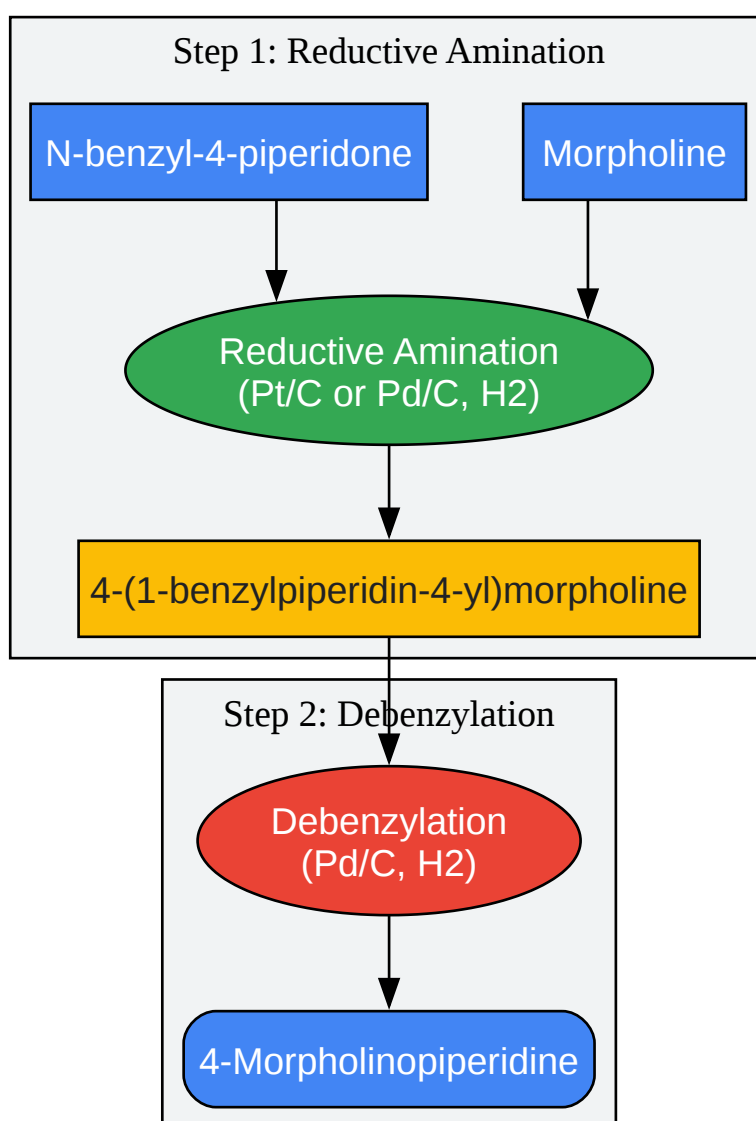 Step 1: Reductive Amination
N-benzyl-4-piperidone
Morpholine
Reductive Amination
(Pt/C or Pd/C, H2)
4-(1-benzylpiperidin-4-yl)morpholine
Step 2: Debenzylation
Debenzylation
(Pd/C, H2)
4-Morpholinopiperidine